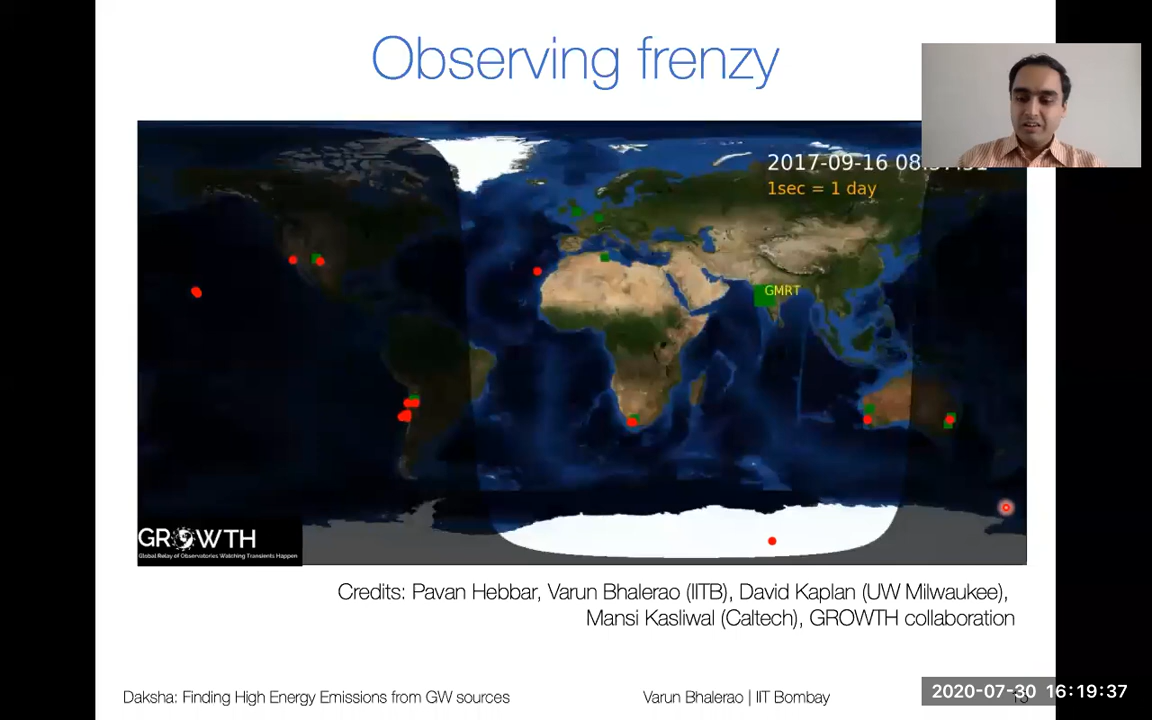 Observing frenzy
2017-09-16 08:
1sec = 1 day
GMRT
GROWTH
Global Relay of Observatories Watching Transients Happen
Credits: Pavan Hebbar, Varun Bhalerao (IITB), David Kaplan (UW Milwaukee),
Mansi Kasliwal (Caltech), GROWTH collaboration
Daksha: Finding High Energy Emissions from GW sources
Varun Bhalerao | IIT Bombay
2020-07-30 16:19:37